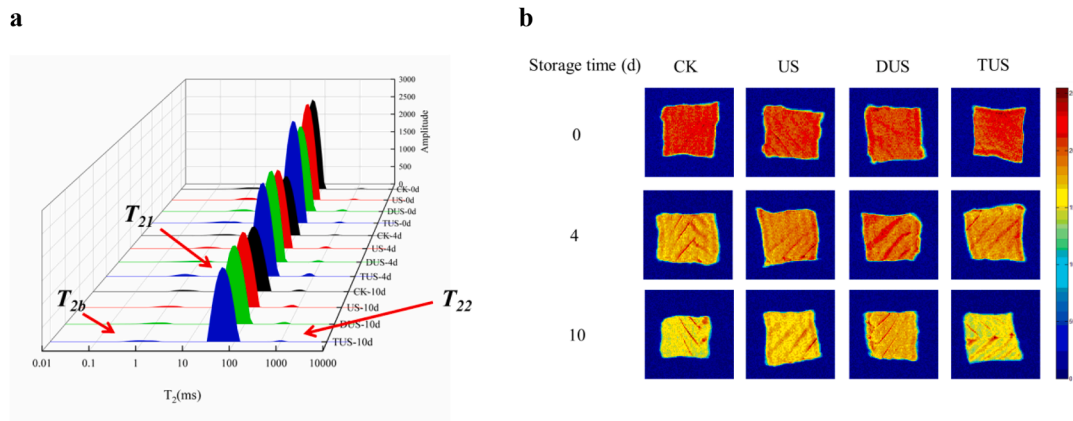 a
b
3000
2500
2000
1500
1000
500
0
Amplitude
CK-0d
US-0d
DUS-0d
TUS-0d
CK-4d
US-4d
DUS-4d
TUS-4d
CK-10d
US-10d
DUS-10d
TUS-10d
T21
T2b
T22
0.01 0.1 1 10 100 1000 10000
T2(ms)
Storage time (d) CK US DUS TUS
0
4
10